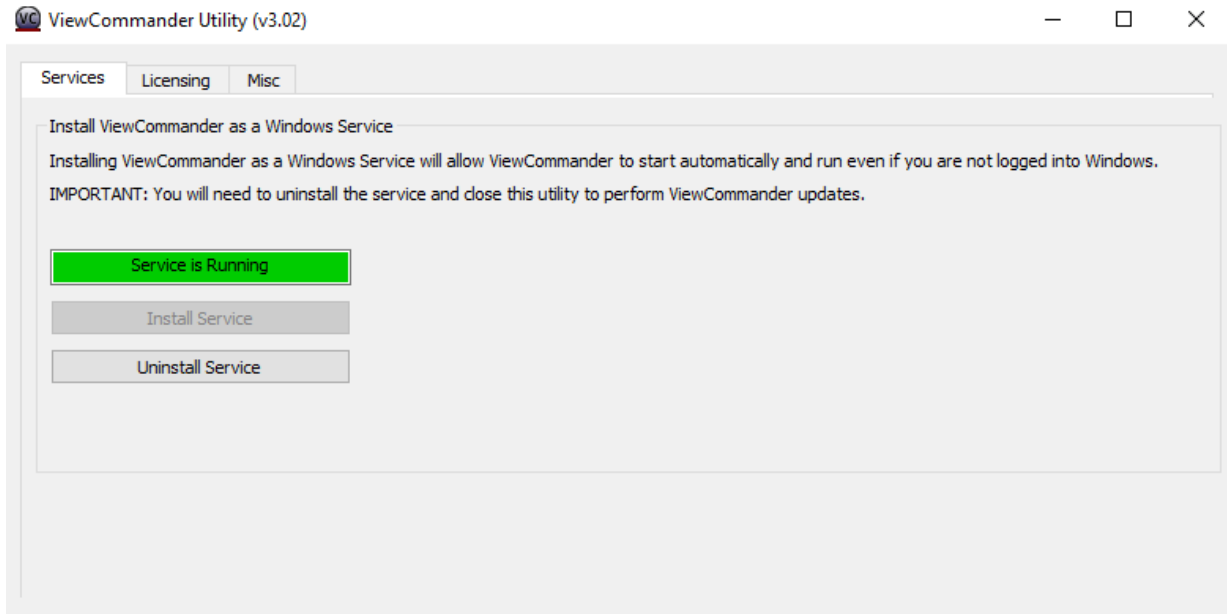 VC ViewCommander Utility (v3.02)
Services Licensing Misc
Install ViewCommander as a Windows Service
Installing ViewCommander as a Windows Service will allow ViewCommander to start automatically and run even if you are not logged into Windows.
IMPORTANT: You will need to uninstall the service and close this utility to perform ViewCommander updates.
Service is Running
Install Service
Uninstall Service